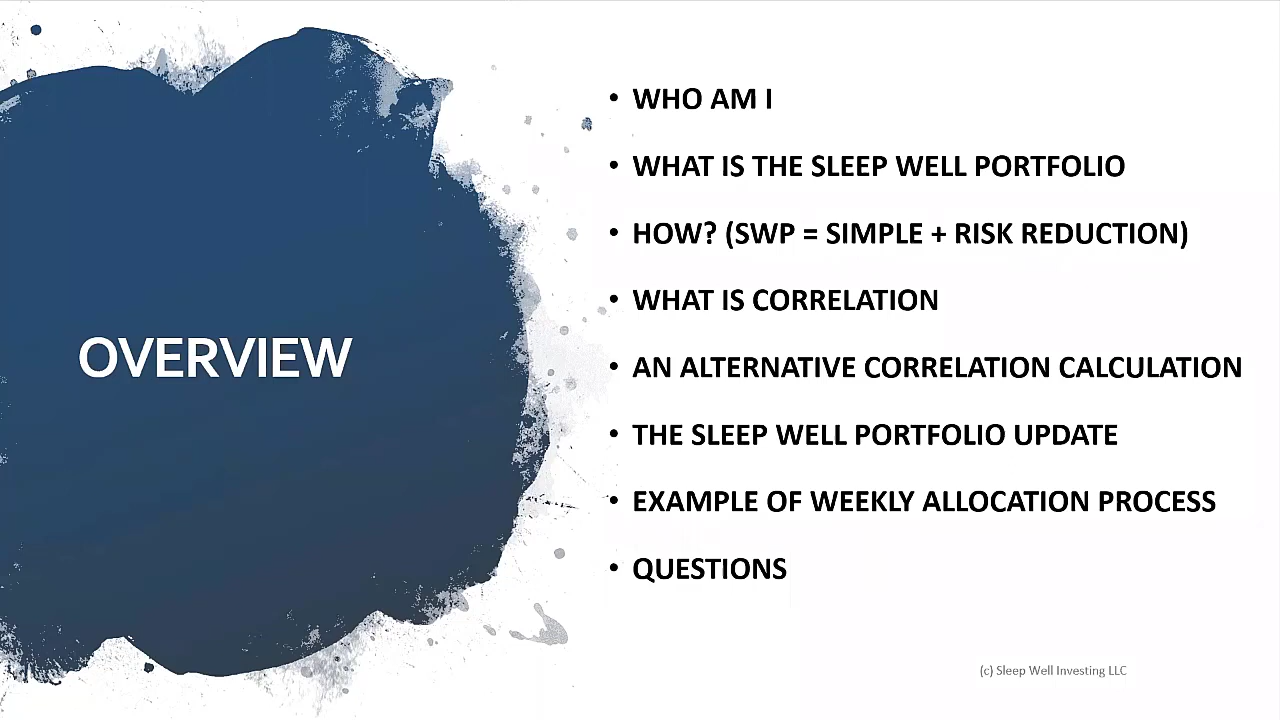 OVERVIEW
• WHO AM I
• WHAT IS THE SLEEP WELL PORTFOLIO
• HOW? (SWP = SIMPLE + RISK REDUCTION)
• WHAT IS CORRELATION
• AN ALTERNATIVE CORRELATION CALCULATION
• THE SLEEP WELL PORTFOLIO UPDATE
• EXAMPLE OF WEEKLY ALLOCATION PROCESS
• QUESTIONS
(c) Sleep Well Investing LLC